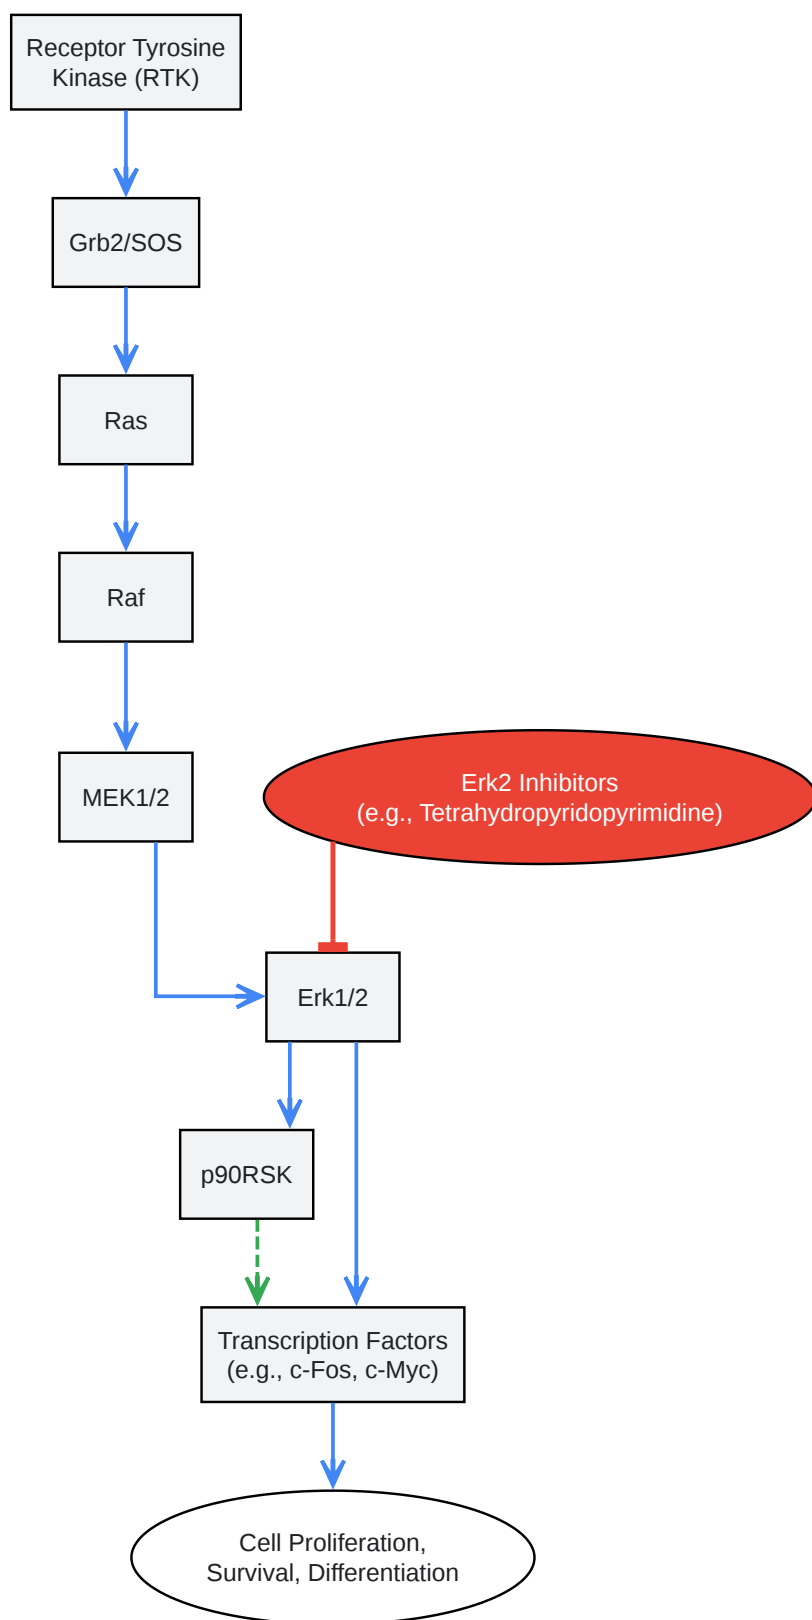 Receptor Tyrosine
Kinase (RTK)
Grb2/SOS
Ras
Raf
MEK1/2
Erk2 Inhibitors
(e.g., Tetrahydropyridopyrimidine)
Erk1/2
p90RSK
Transcription Factors
(e.g., c-Fos, c-Myc)
Cell Proliferation,
Survival, Differentiation